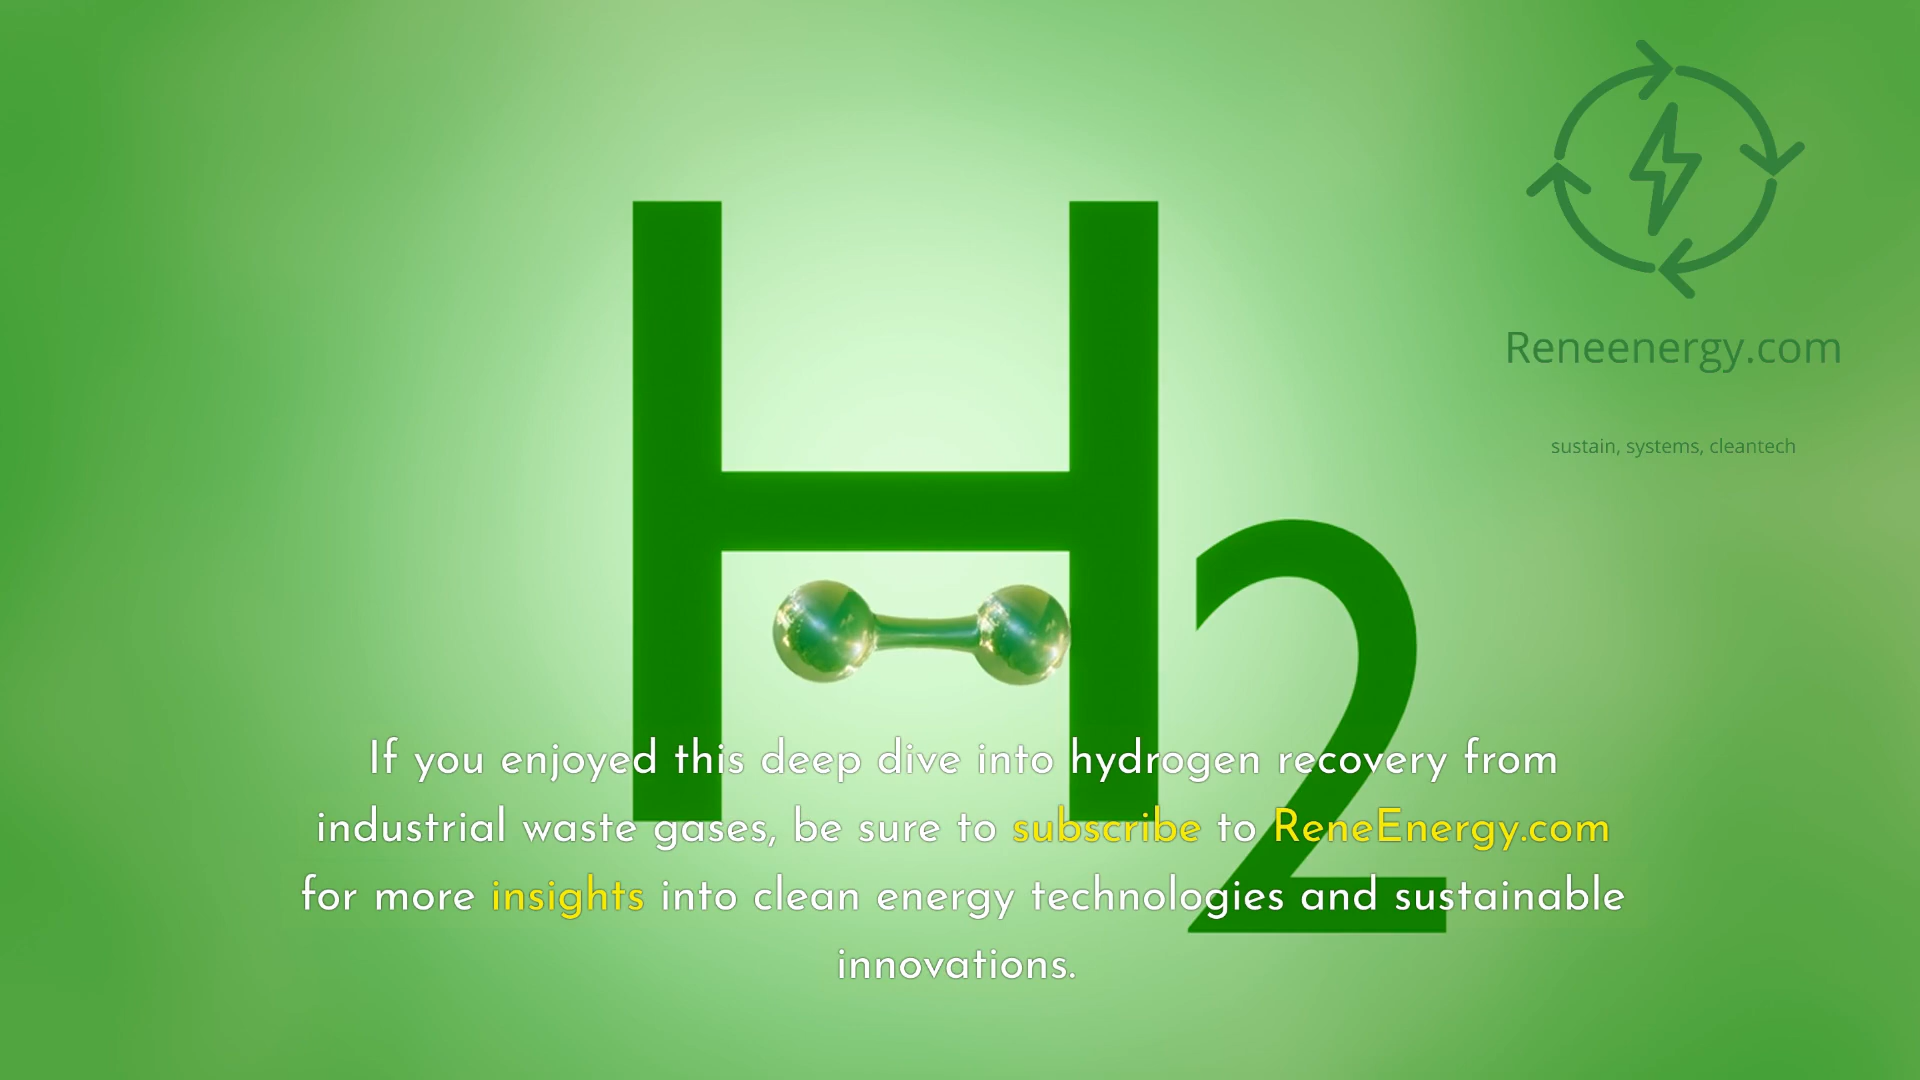 Reneenergy.com
sustain, systems, cleantech
H2
If you enjoyed this deep dive into hydrogen recovery from
industrial waste gases, be sure to subscribe to ReneEnergy.com
for more insights into clean energy technologies and sustainable
innovations.